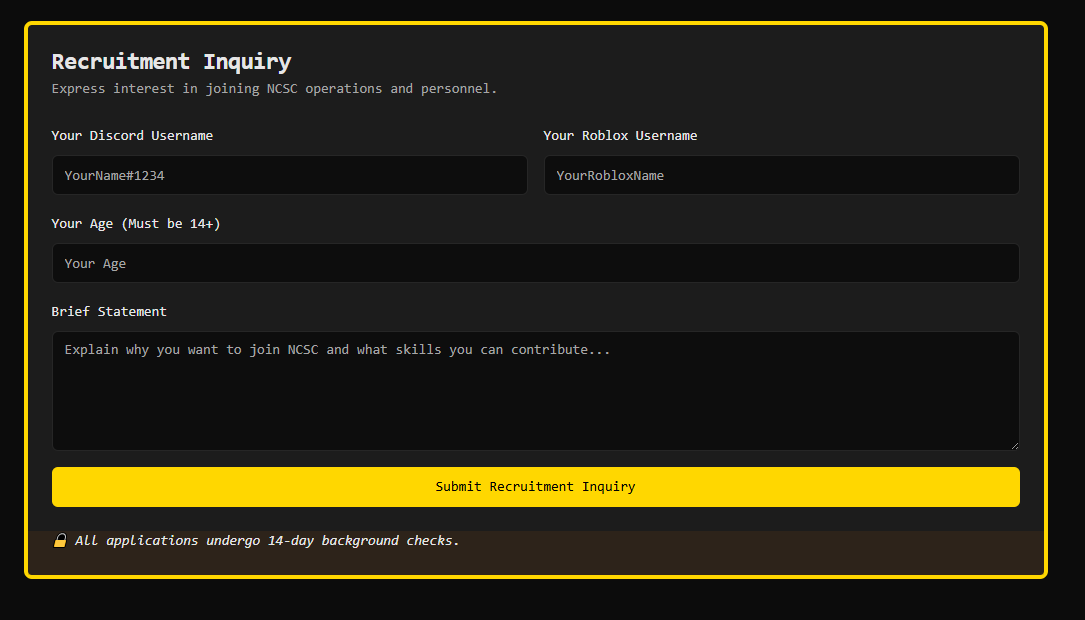 Recruitment Inquiry
Express interest in joining NCSC operations and personnel.
Your Discord Username
Your Roblox Username
YourName#1234
YourRobloxName
Your Age (Must be 14+)
Your Age
Brief Statement
Explain why you want to join NCSC and what skills you can contribute...
Submit Recruitment Inquiry
🔒 All applications undergo 14-day background checks.